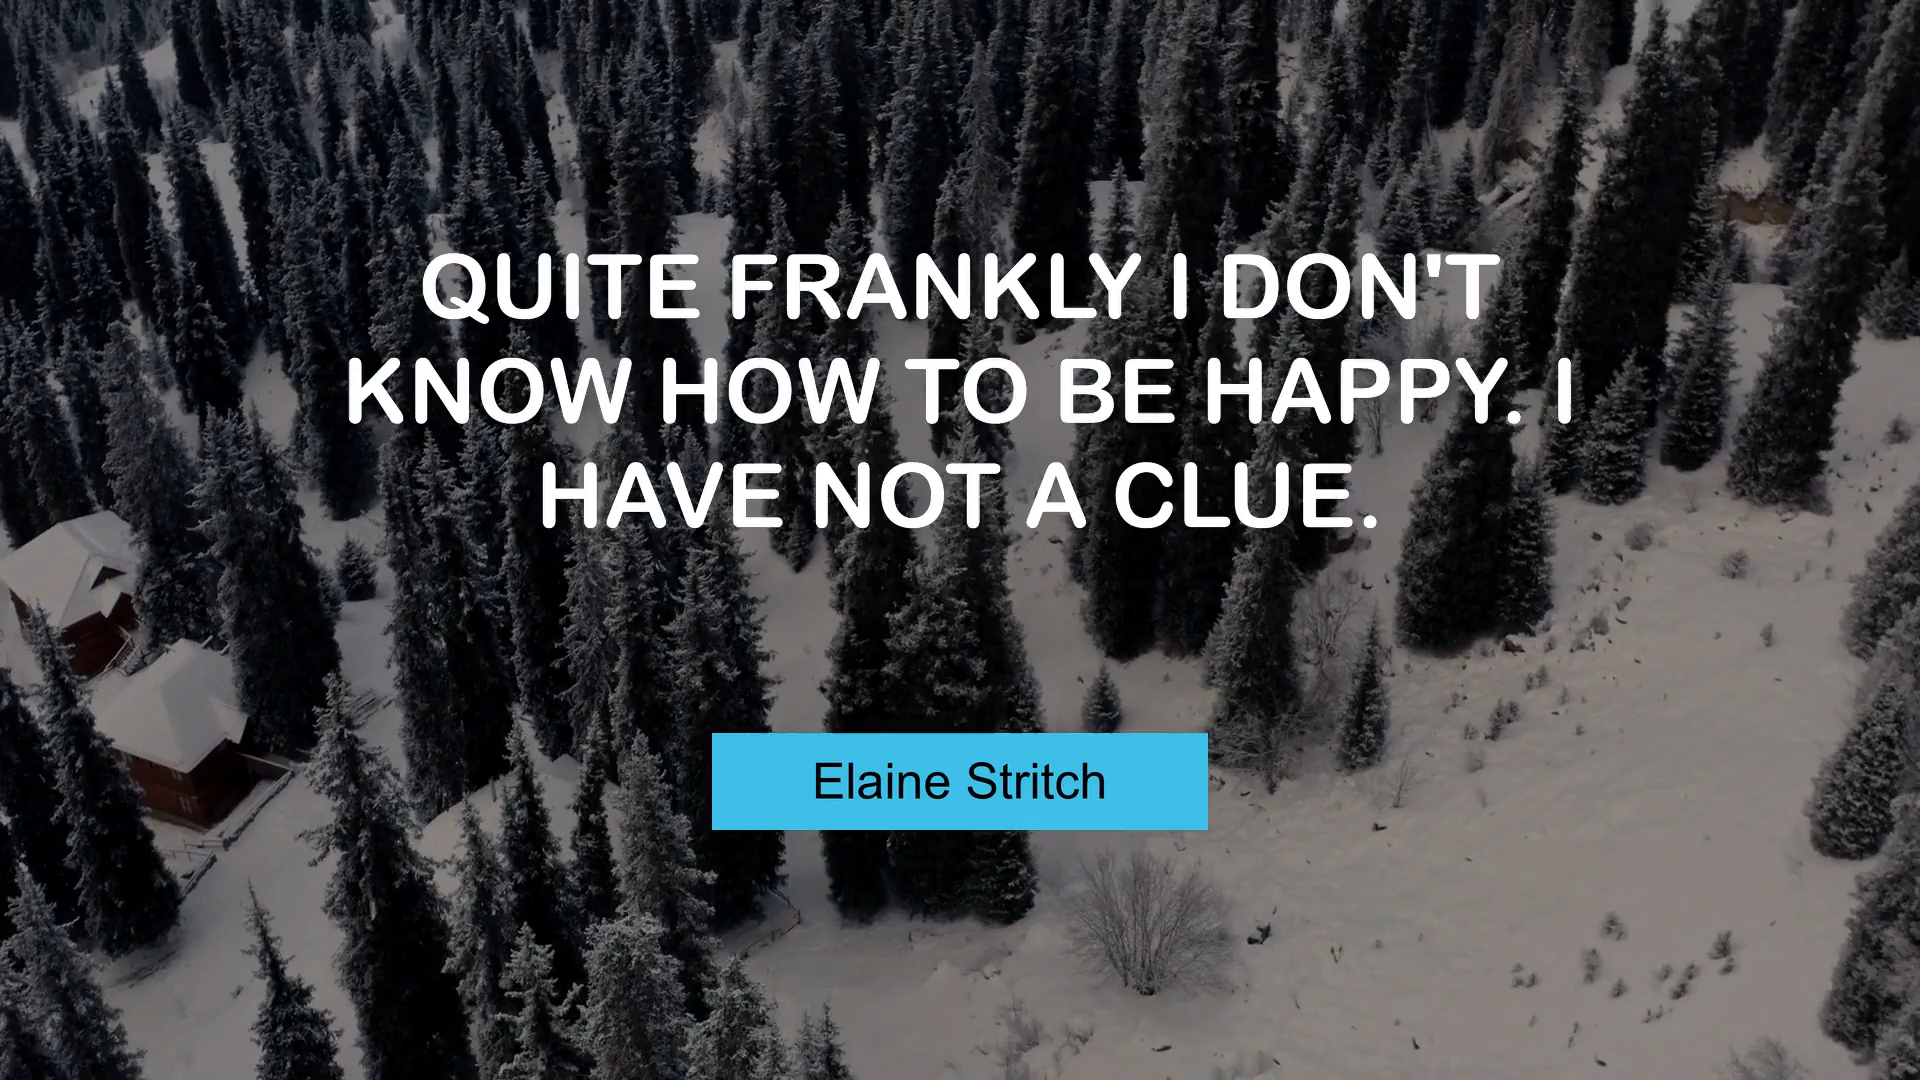 QUITE FRANKLY I DON'T
KNOW HOW TO BE HAPPY. I
HAVE NOT A CLUE.
Elaine Stritch